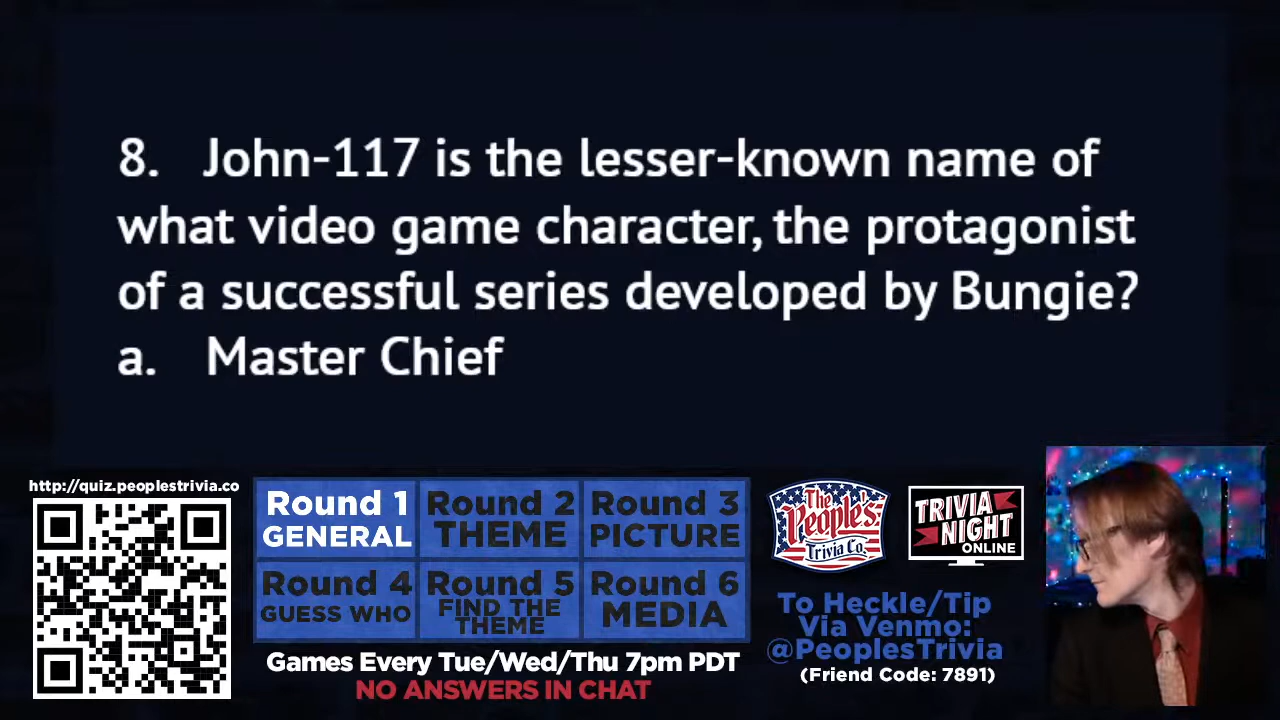 8. John-117 is the lesser-known name of
what video game character, the protagonist
of a successful series developed by Bungie?
a. Master Chief
http://quiz.peoplestrivia.co
Round 1
GENERAL
Round 2
THEME
Round 3
PICTURE
Round 4
GUESS WHO
Round 5
FIND THE
THEME
Round 6
MEDIA
Games Every Tue/Wed/Thu 7pm PDT
NO ANSWERS IN CHAT
The
People's
Trivia Co.
TRIVIA
NIGHT
ONLINE
To Heckle/Tip
Via Venmo:
@PeoplesTrivia
(Friend Code: 7891)